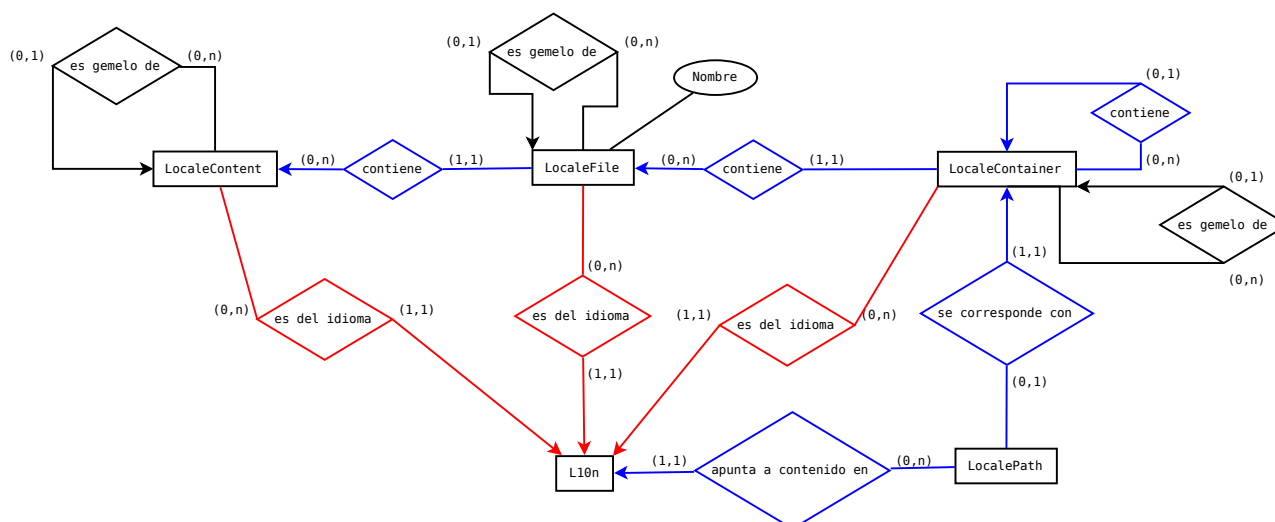 (0,1)
es gemelo de
(0,n)
(0,1)
es gemelo de
(0,n)
Nombre
(0,1)
contiene
(0,n)
LocaleContent
(0,n)
contiene
(1,1)
LocaleFile
(0,n)
contiene
(1,1)
LocaleContainer
(0,1)
es gemelo de
(0,n)
(0,n)
es del idioma
(1,1)
(0,n)
es del idioma
(1,1)
(1,1)
es del idioma
(0,n)
(1,1)
se corresponde con
(0,1)
L10n
(1,1)
apunta a contenido en
(0,n)
LocalePath